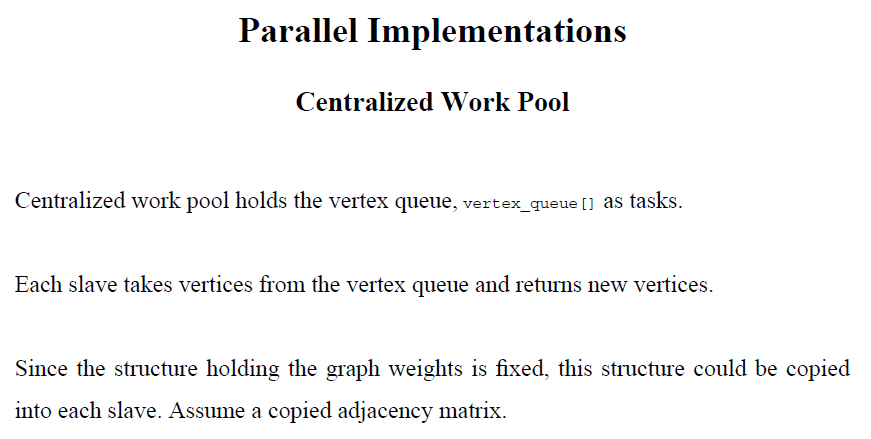 Parallel Implementations
Centralized Work Pool
Centralized work pool holds the vertex queue, vertex_queue[] as tasks.
Each slave takes vertices from the vertex queue and returns new vertices.
Since the structure holding the graph weights is fixed, this structure could be copied
into each slave. Assume a copied adjacency matrix.